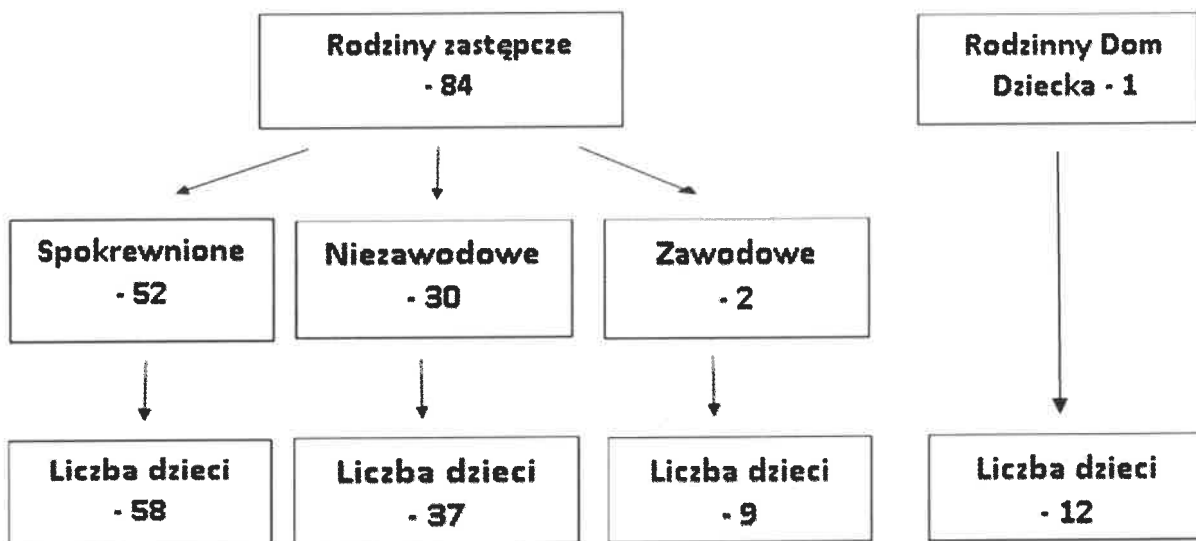 Rodziny zastępcze
- 84
Rodzinny Dom
Dziecka - 1
Spokrewnione
- 52
Niezawodowe
- 30
Zawodowe
- 2
Liczba dzieci
- 58
Liczba dzieci
- 37
Liczba dzieci
- 9
Liczba dzieci
- 12